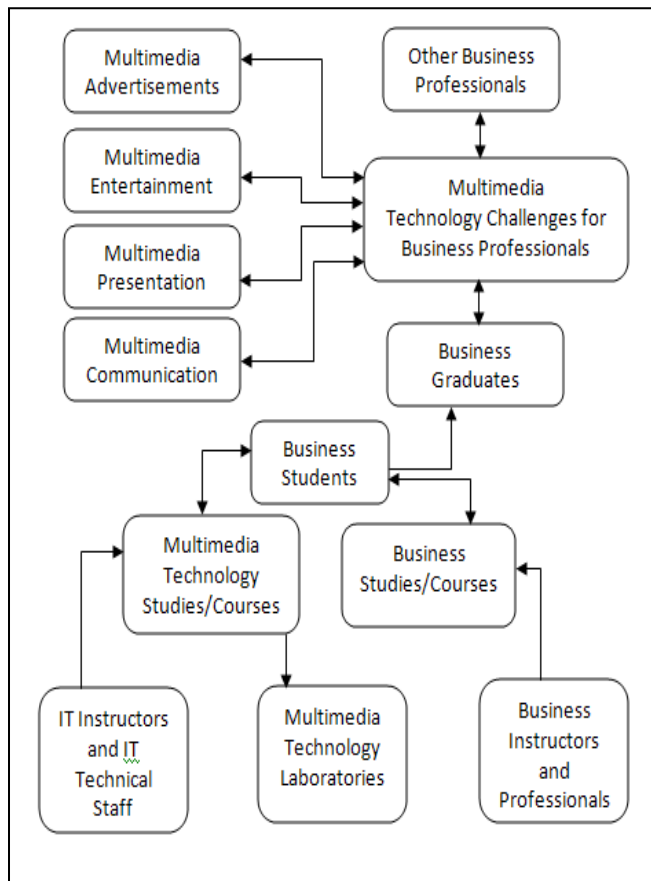 Multimedia
Advertisements
Other Business
Professionals
Multimedia
Entertainment
Multimedia
Technology Challenges for
Business Professionals
Multimedia
Presentation
Multimedia
Communication
Business
Graduates
Business
Students
Multimedia
Technology
Studies/Courses
Business
Studies/Courses
IT Instructors
and IT
Technical
Staff
Multimedia
Technology
Laboratories
Business
Instructors
and
Professionals